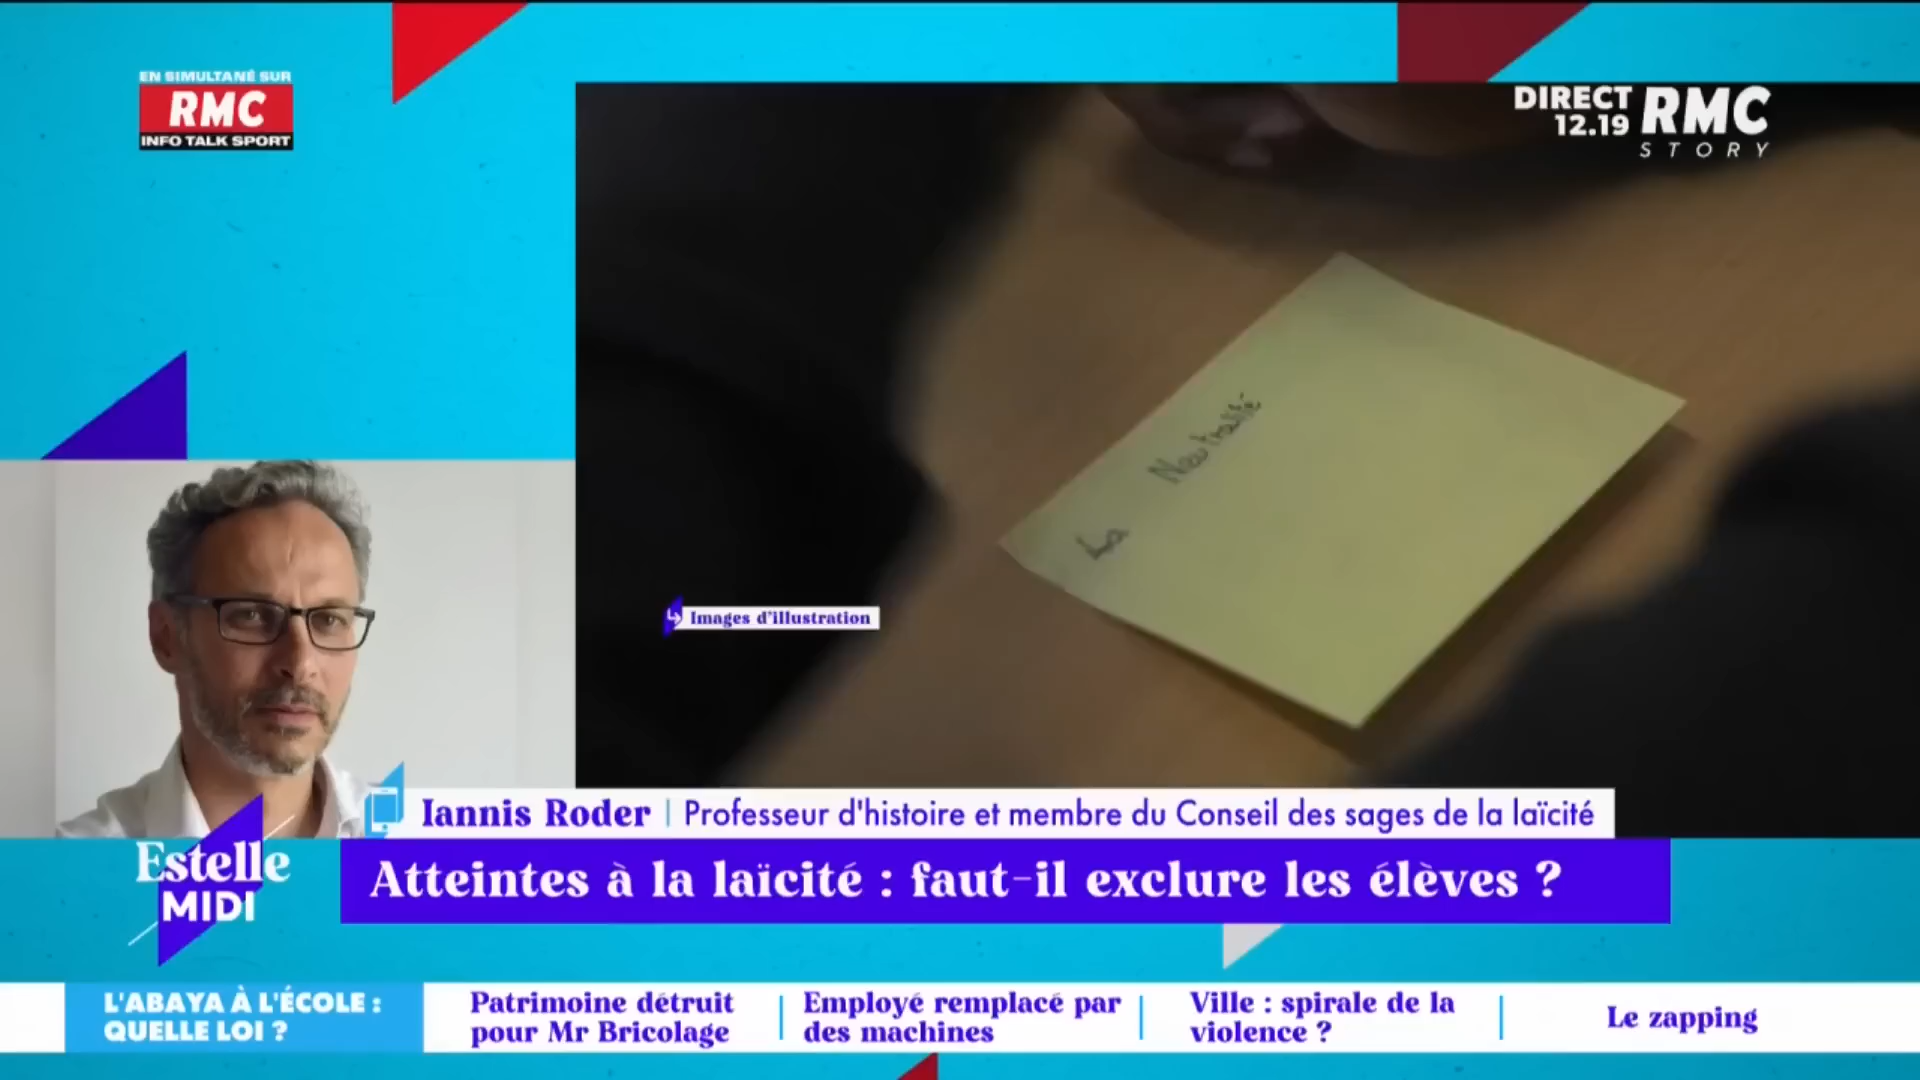 EN SIMULTANÉ SUR
RMC
INFO TALK SPORT
DIRECT
12.19
RMC
STORY
La Neutralité
Images d'illustration
Iannis Roder | Professeur d'histoire et membre du Conseil des sages de la laïcité
Estelle
MIDI
Atteintes à la laïcité : faut-il exclure les élèves ?
L'ABAYA À L'ÉCOLE :
QUELLE LOI ?
Patrimoine détruit
pour Mr Bricolage
Employé remplacé par
des machines
Ville : spirale de la
violence ?
Le zapping